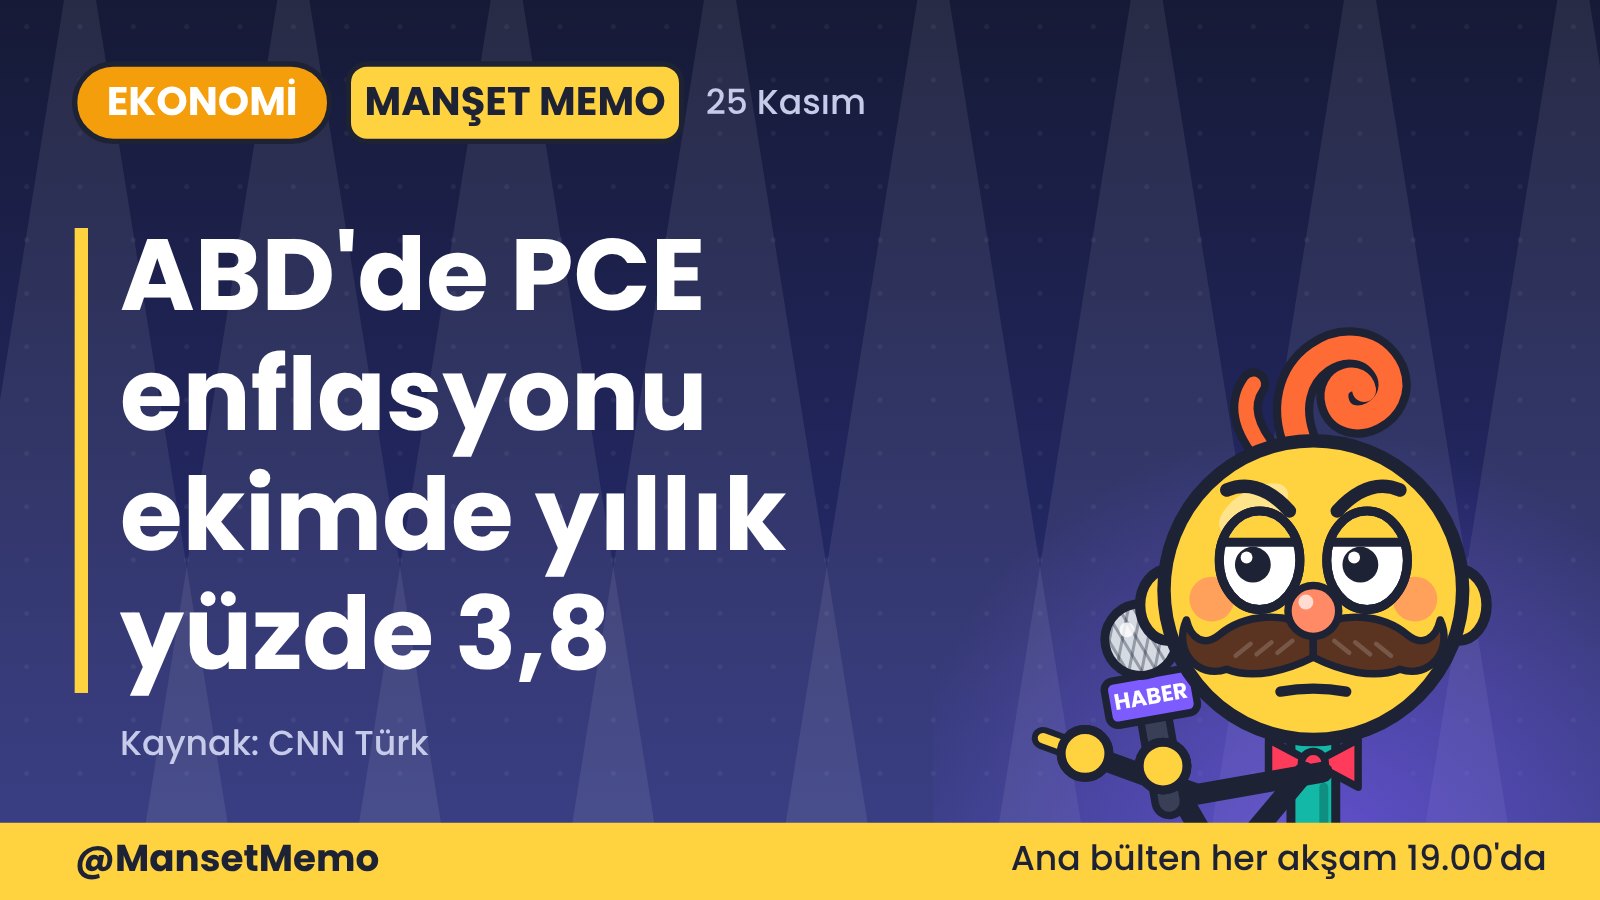 EKONOMİ MANŞET MEMO 25 Kasım
ABD'de PCE
enflasyonu
ekimde yıllık
yüzde 3,8
Kaynak: CNN Türk
HABER
@MansetMemo Ana bülten her akşam 19.00'da